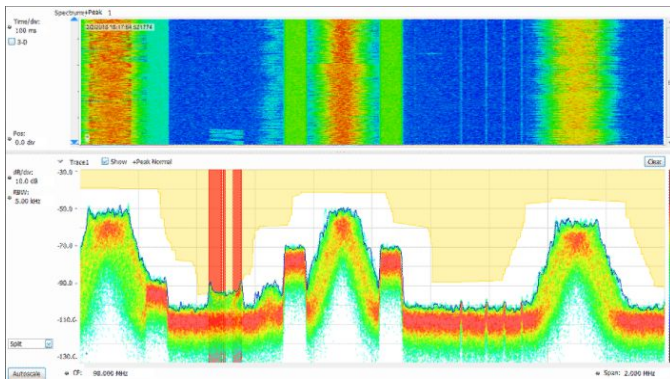 Spectrum +Peak 1
Time/div:
100 ms
3-D
Pos:
0.0 div
Trace1 Show +Peak Normal Clear
dB/div:
10.0 dB
RBW:
5.00 kHz
-30.0
-50.0
-70.0
-90.0
-110.0
-130.0
Split
Autoscale CF: 98.000 MHz Span: 2.000 MHz